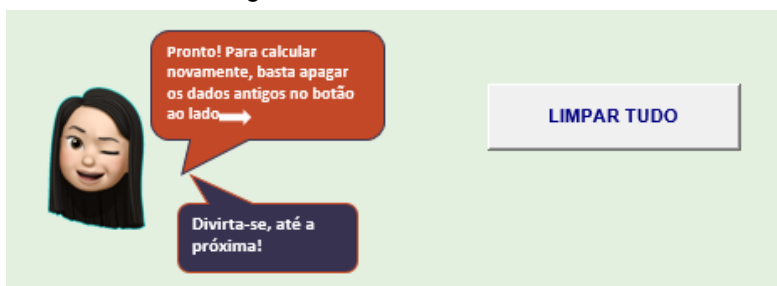 Pronto! Para calcular
novamente, basta apagar
os dados antigos no botão
ao lado
LIMPAR TUDO
Divirta-se, até a
próxima!